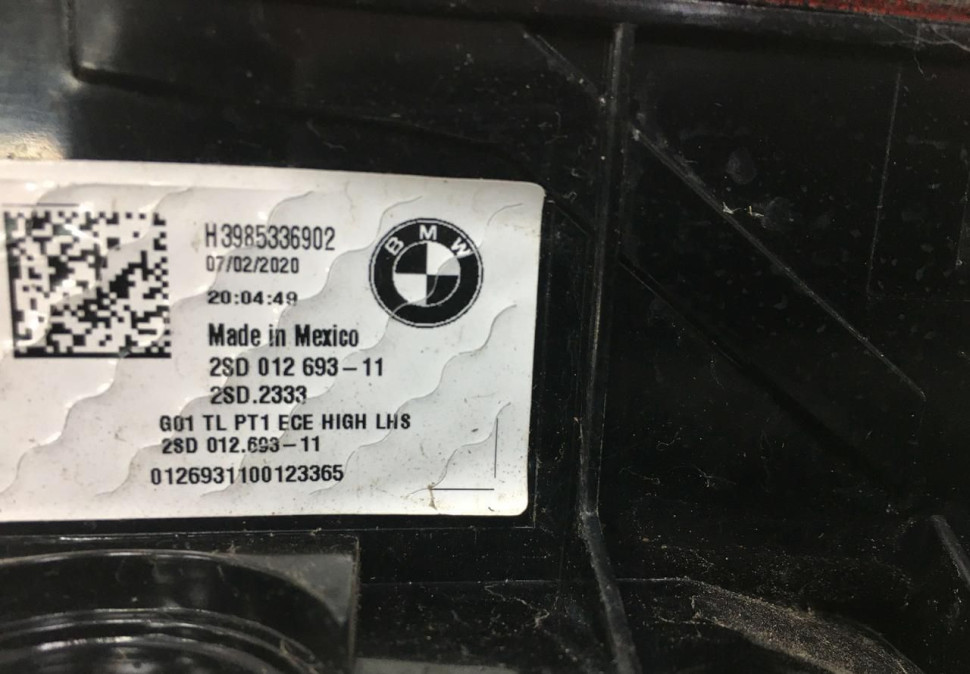 H3985336902
07/02/2020
BMW
20:04:49
Made in Mexico
2SD 012 693-11
2SD.2333
G01 TL PT1 ECE HIGH LHS
2SD 012.693-11
0126931100123365